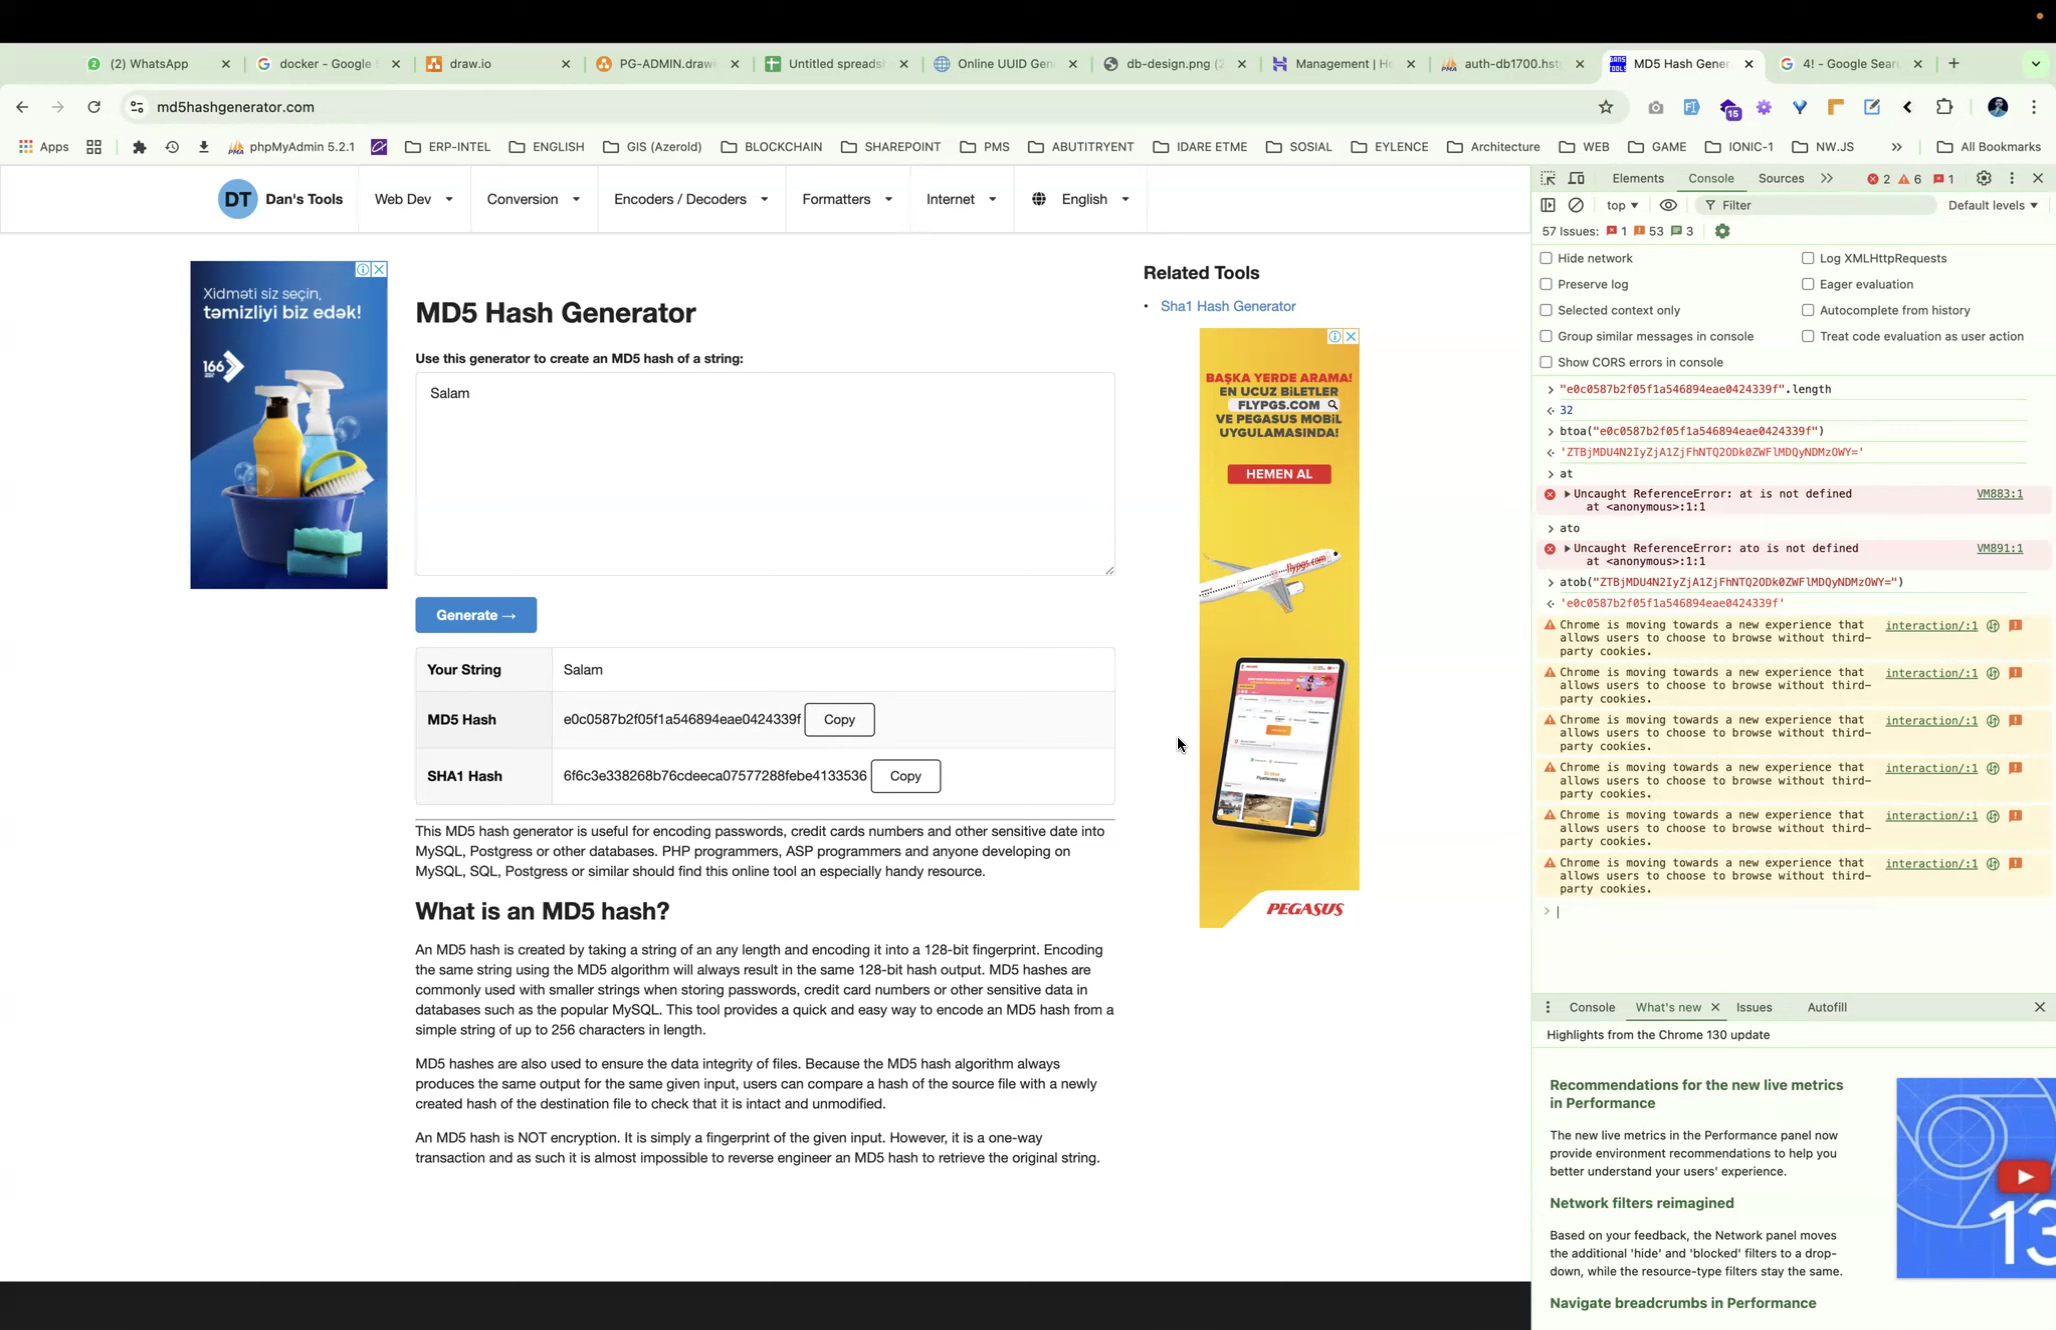 (2) WhatsApp
docker - Google S
draw.io
PG-ADMIN.drawi
Untitled spreadsh
Online UUID Gen
db-design.png (2
Management | Ho
auth-db1700.hst
MD5 Hash Gener
4! - Google Sear
md5hashgenerator.com
15
Apps
phpMyAdmin 5.2.1
ERP-INTEL
ENGLISH
GIS (Azerold)
BLOCKCHAIN
SHAREPOINT
PMS
ABUTITRYENT
IDARE ETME
SOSIAL
EYLENCE
Architecture
WEB
GAME
IONIC-1
NW.JS
All Bookmarks
DT Dan's Tools
Web Dev
Conversion
Encoders / Decoders
Formatters
Internet
English
Xidməti siz seçin,
təmizliyi biz edək!
166
MD5 Hash Generator
Use this generator to create an MD5 hash of a string:
Salam
Generate →
Your String Salam
MD5 Hash e0c0587b2f05f1a546894eae0424339f Copy
SHA1 Hash 6f6c3e338268b76cdeeca07577288febe4133536 Copy
This MD5 hash generator is useful for encoding passwords, credit cards numbers and other sensitive date into
MySQL, Postgress or other databases. PHP programmers, ASP programmers and anyone developing on
MySQL, SQL, Postgress or similar should find this online tool an especially handy resource.
What is an MD5 hash?
An MD5 hash is created by taking a string of an any length and encoding it into a 128-bit fingerprint. Encoding
the same string using the MD5 algorithm will always result in the same 128-bit hash output. MD5 hashes are
commonly used with smaller strings when storing passwords, credit card numbers or other sensitive data in
databases such as the popular MySQL. This tool provides a quick and easy way to encode an MD5 hash from a
simple string of up to 256 characters in length.
MD5 hashes are also used to ensure the data integrity of files. Because the MD5 hash algorithm always
produces the same output for the same given input, users can compare a hash of the source file with a newly
created hash of the destination file to check that it is intact and unmodified.
An MD5 hash is NOT encryption. It is simply a fingerprint of the given input. However, it is a one-way
transaction and as such it is almost impossible to reverse engineer an MD5 hash to retrieve the original string.
Related Tools
• Sha1 Hash Generator
BAŞKA YERDE ARAMA!
EN UCUZ BİLETLER
FLYPGS.COM
VE PEGASUS MOBİL
UYGULAMASINDA!
HEMEN AL
flypgs.com
PEGASUS
Elements
Console
Sources
2
6
1
top
Filter
Default levels
57 Issues: 1 53 3
Hide network
Log XMLHttpRequests
Preserve log
Eager evaluation
Selected context only
Autocomplete from history
Group similar messages in console
Treat code evaluation as user action
Show CORS errors in console
> "e0c0587b2f05f1a546894eae0424339f".length
32
> btoa("e0c0587b2f05f1a546894eae0424339f")
'ZTBjMDU4N2IyZjA1ZjFhNTQ2ODk0ZWFlMDQyNDMzOWY='
> at
Uncaught ReferenceError: at is not defined VM883:1
at <anonymous>:1:1
> ato
Uncaught ReferenceError: ato is not defined VM891:1
at <anonymous>:1:1
> atob("ZTBjMDU4N2IyZjA1ZjFhNTQ2ODk0ZWFlMDQyNDMzOWY=")
'e0c0587b2f05f1a546894eae0424339f'
Chrome is moving towards a new experience that interaction/:1
allows users to choose to browse without third-
party cookies.
Chrome is moving towards a new experience that interaction/:1
allows users to choose to browse without third-
party cookies.
Chrome is moving towards a new experience that interaction/:1
allows users to choose to browse without third-
party cookies.
Chrome is moving towards a new experience that interaction/:1
allows users to choose to browse without third-
party cookies.
Chrome is moving towards a new experience that interaction/:1
allows users to choose to browse without third-
party cookies.
Chrome is moving towards a new experience that interaction/:1
allows users to choose to browse without third-
party cookies.
Console
What's new
Issues
Autofill
Highlights from the Chrome 130 update
Recommendations for the new live metrics
in Performance
The new live metrics in the Performance panel now
provide environment recommendations to help you
better understand your users' experience.
Network filters reimagined
Based on your feedback, the Network panel moves
the additional 'hide' and 'blocked' filters to a drop-
down, while the resource-type filters stay the same.
Navigate breadcrumbs in Performance
13